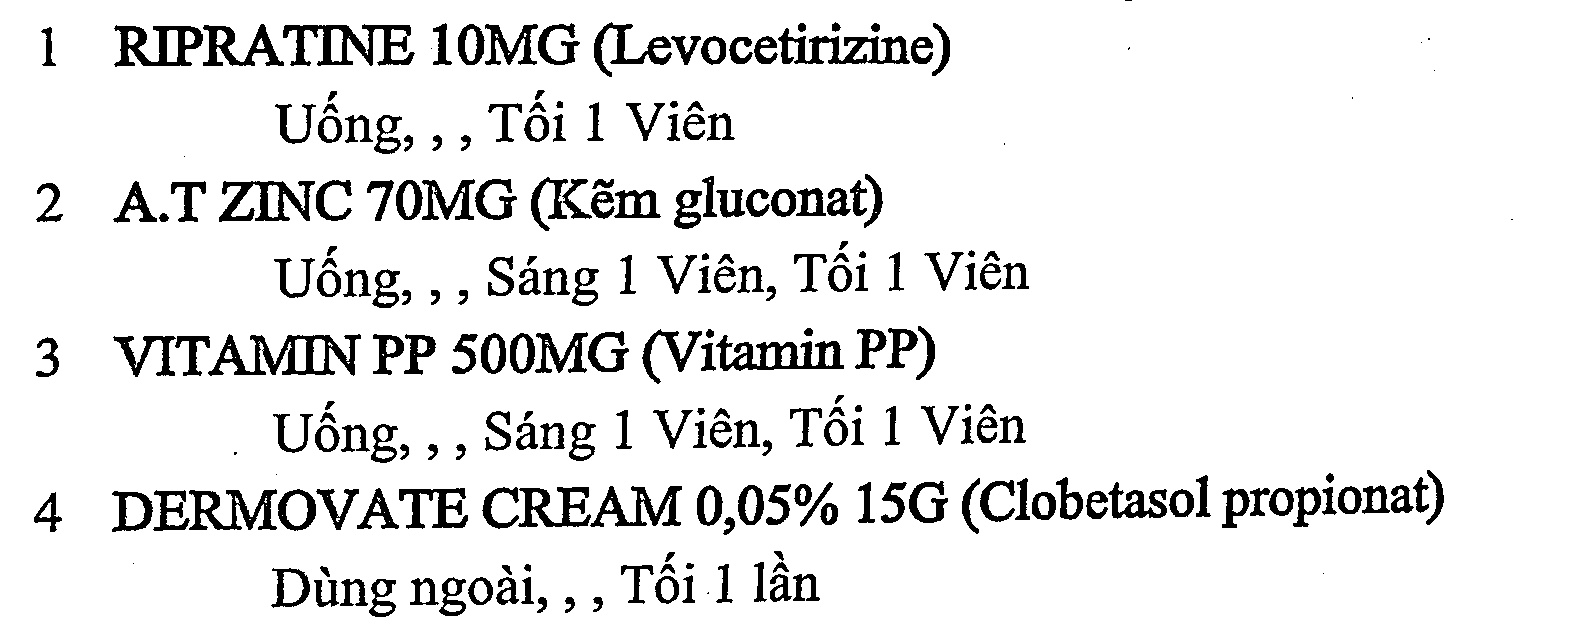 1 RIPRATINE 10MG (Levocetirizine)
Uống, , , Tối 1 Viên
2 A.T ZINC 70MG (Kẽm gluconat)
Uống, , , Sáng 1 Viên, Tối 1 Viên
3 VITAMIN PP 500MG (Vitamin PP)
Uống, , , Sáng 1 Viên, Tối 1 Viên
4 DERMOVATE CREAM 0,05% 15G (Clobetasol propionat)
Dùng ngoài, , , Tối 1 lần